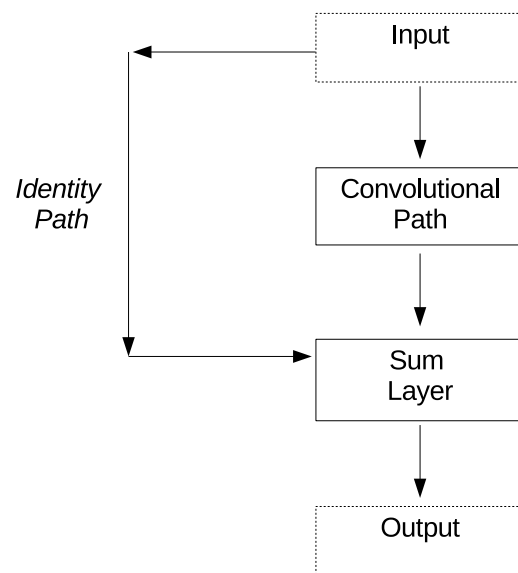 Input
Identity
Path
Convolutional
Path
Sum
Layer
Output